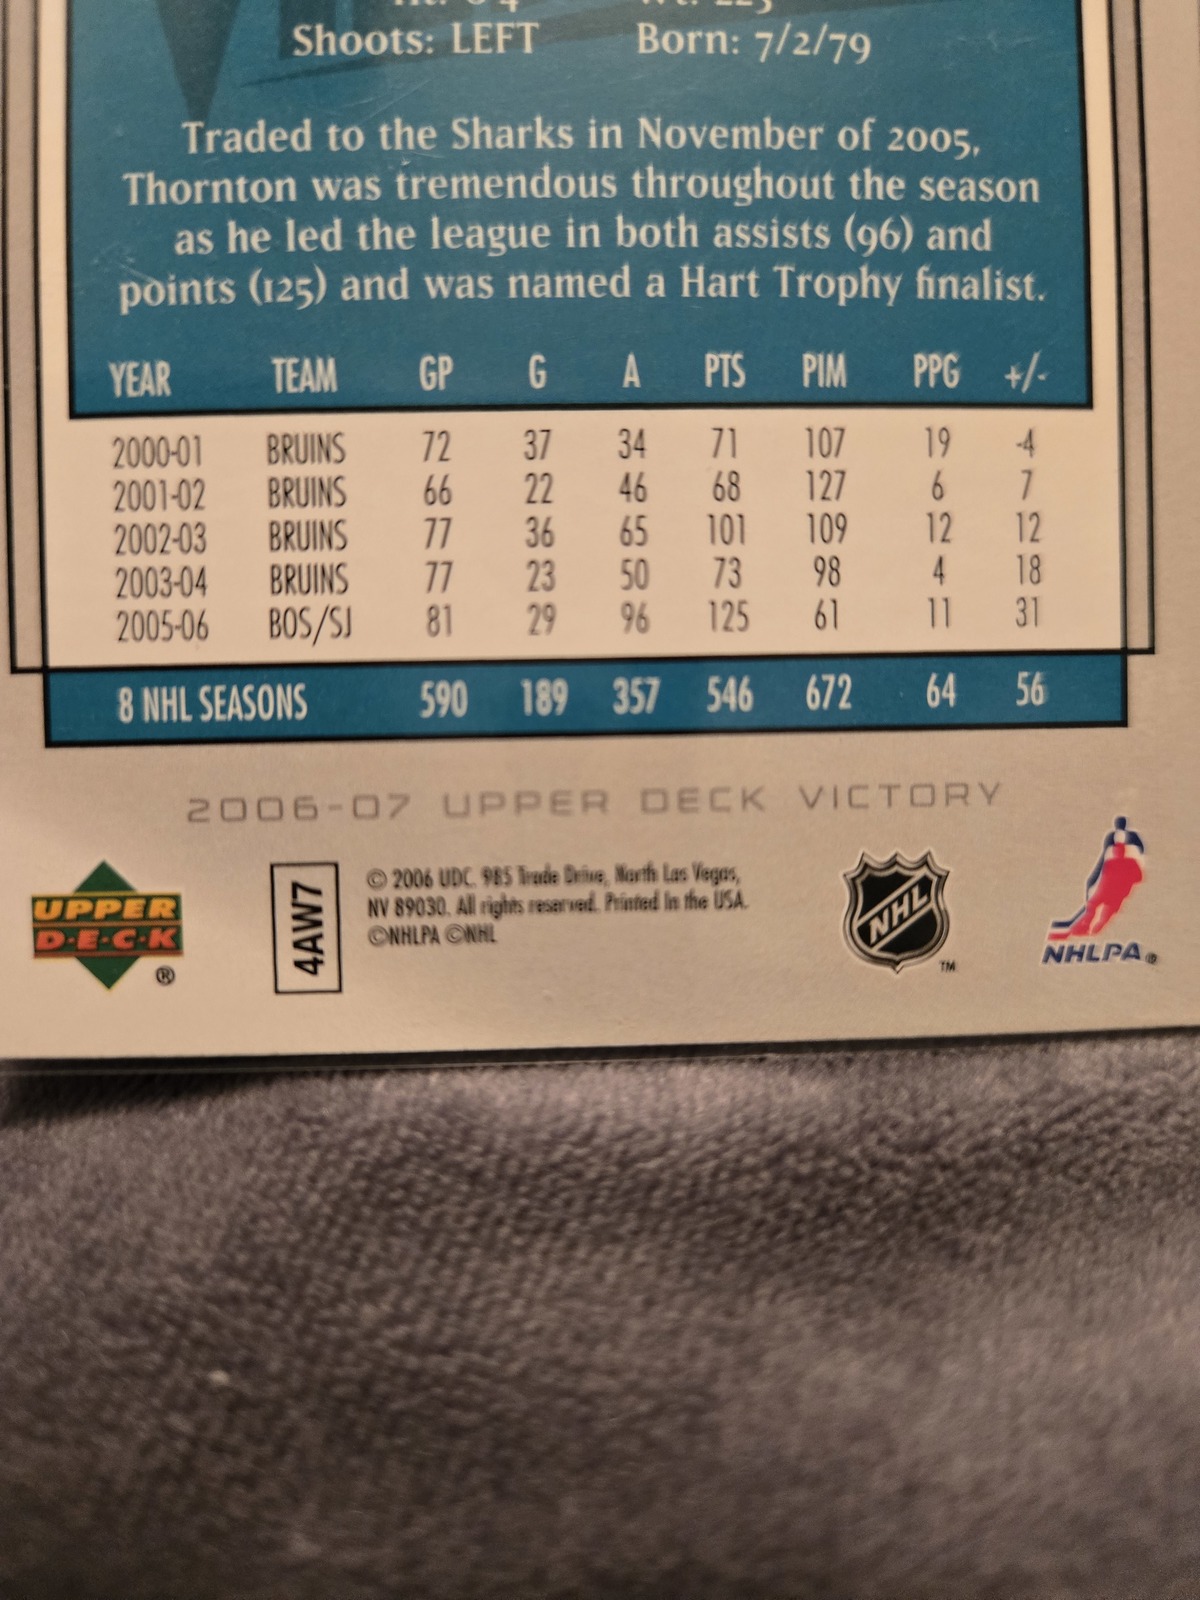 Shoots: LEFT Born: 7/2/79
Traded to the Sharks in November of 2005,
Thornton was tremendous throughout the season
as he led the league in both assists (96) and
points (125) and was named a Hart Trophy finalist.
YEAR TEAM GP G A PTS PIM PPG +/-
2000-01 BRUINS 72 37 34 71 107 19 -4
2001-02 BRUINS 66 22 46 68 127 6 7
2002-03 BRUINS 77 36 65 101 109 12 12
2003-04 BRUINS 77 23 50 73 98 4 18
2005-06 BOS/SJ 81 29 96 125 61 11 31
8 NHL SEASONS 590 189 357 546 672 64 56
2006-07 UPPER DECK VICTORY
UPPER
D·E·C·K
®
4AW7
© 2006 UDC. 985 Trade Drive, North Las Vegas,
NV 89030. All rights reserved. Printed in the USA.
©NHLPA ©NHL
NHL
TM
NHLPA®